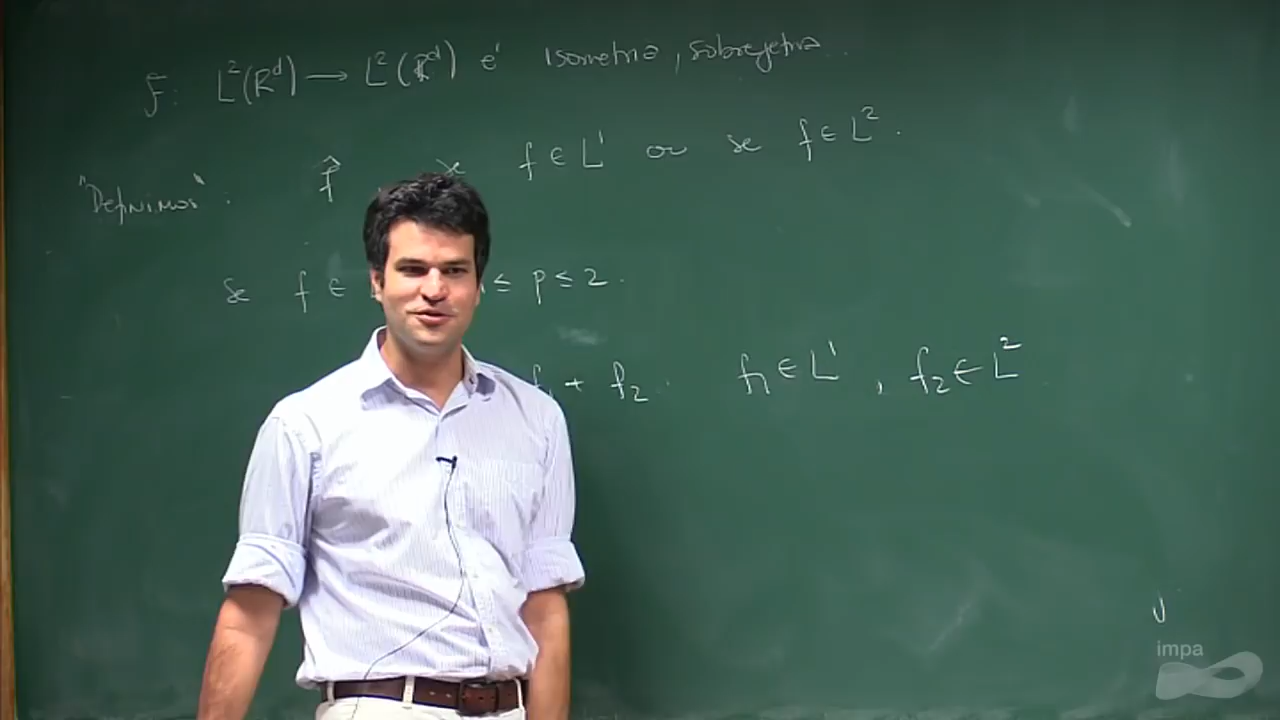 F: L²(ℝᵈ) → L²(ℝᵈ) é isometria, sobrejetiva.
"Definimos": f̂ se f ∈ L¹ ou se f ∈ L².
Se f ∈ ≤ p ≤ 2.
f₁ + f₂. f₁ ∈ L¹, f₂ ∈ L²
impa